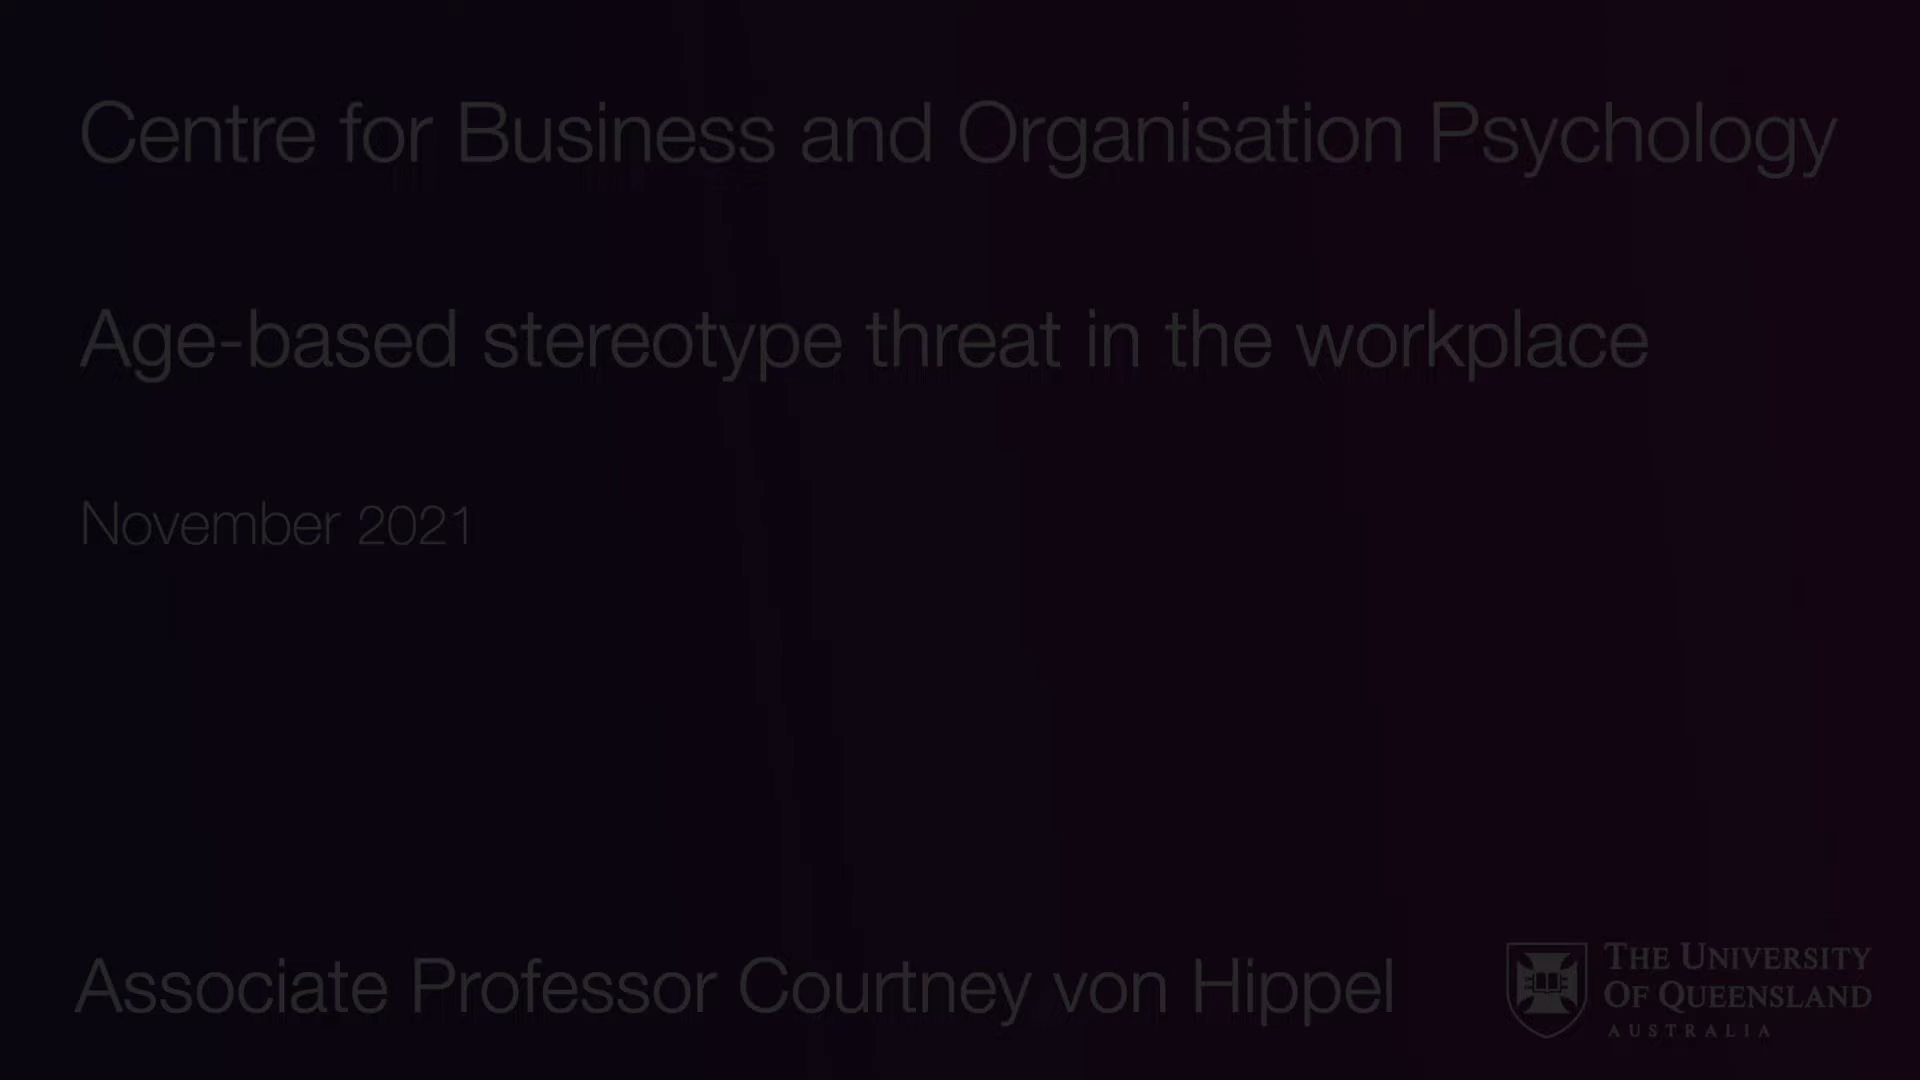 Centre for Business and Organisation Psychology
Age-based stereotype threat in the workplace
November 2021
Associate Professor Courtney von Hippel
THE UNIVERSITY
OF QUEENSLAND
AUSTRALIA